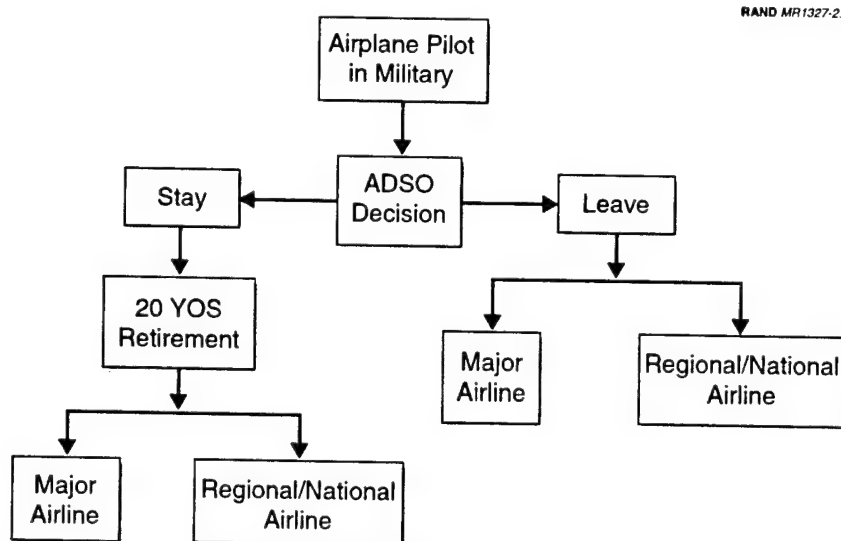 RAND MR1327-2.
Airplane Pilot
in Military
Stay
ADSO
Decision
Leave
20 YOS
Retirement
Major
Airline
Regional/National
Airline
Major
Airline
Regional/National
Airline